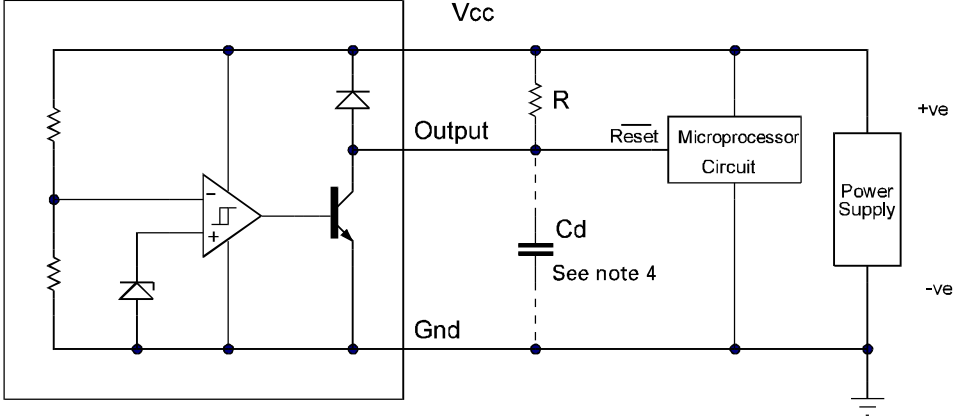 Vcc
+ve
R
Output
Reset
Microprocessor
Circuit
Power
Supply
-
+
Cd
See note 4
-ve
Gnd